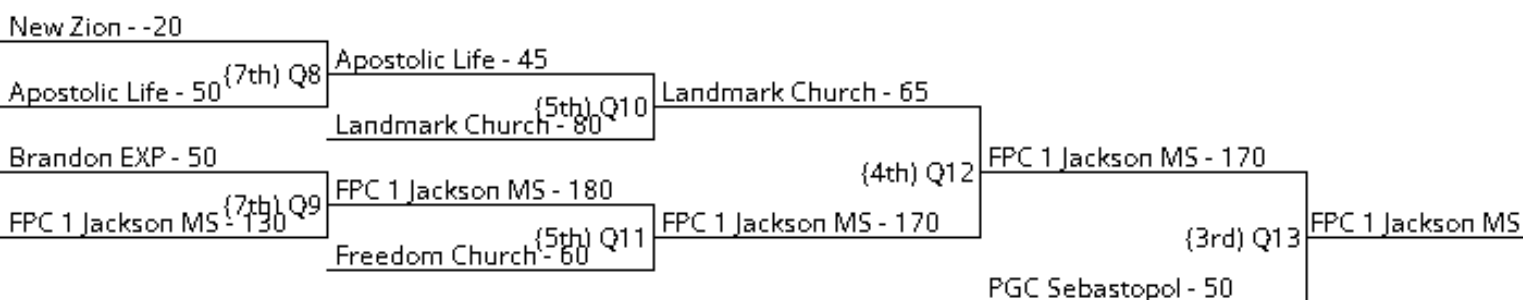 New Zion - -20
Apostolic Life - 50
(7th) Q8
Brandon EXP - 50
FPC 1 Jackson MS - 130
(7th) Q9
Apostolic Life - 45
Landmark Church - 80
(5th) Q10
FPC 1 Jackson MS - 180
Freedom Church - 60
(5th) Q11
Landmark Church - 65
FPC 1 Jackson MS - 170
(4th) Q12
FPC 1 Jackson MS - 170
PGC Sebastopol - 50
(3rd) Q13
FPC 1 Jackson MS